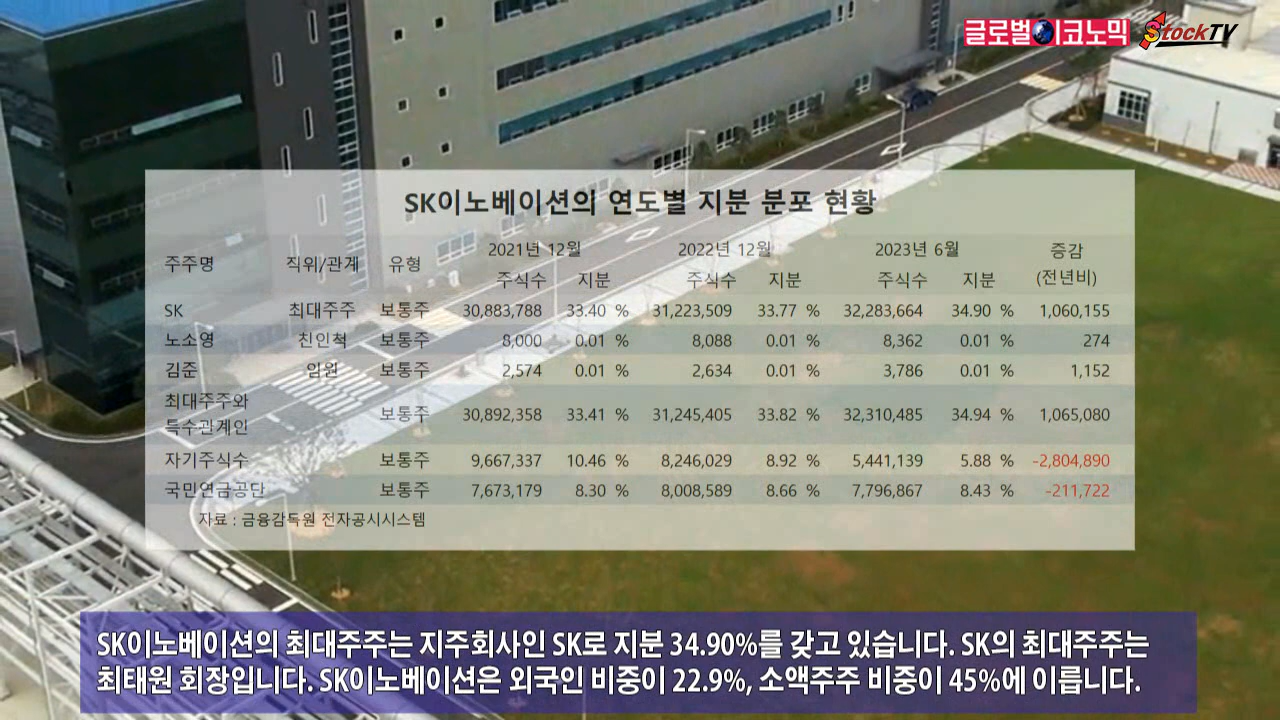 글로벌이코노믹 StockTV
SK이노베이션의 연도별 지분 분포 현황
주주명 직위/관계 유형 2021년 12월 2022년 12월 2023년 6월 증감 (전년비)
주식수 지분 주식수 지분 주식수 지분
SK 최대주주 보통주 30,883,788 33.40 % 31,223,509 33.77 % 32,283,664 34.90 % 1,060,155
노소영 친인척 보통주 8,000 0.01 % 8,088 0.01 % 8,362 0.01 % 274
김준 임원 보통주 2,574 0.01 % 2,634 0.01 % 3,786 0.01 % 1,152
최대주주와
특수관계인 보통주 30,892,358 33.41 % 31,245,405 33.82 % 32,310,485 34.94 % 1,065,080
자기주식수 보통주 9,667,337 10.46 % 8,246,029 8.92 % 5,441,139 5.88 % -2,804,890
국민연금공단 보통주 7,673,179 8.30 % 8,008,589 8.66 % 7,796,867 8.43 % -211,722
자료 : 금융감독원 전자공시시스템
SK이노베이션의 최대주주는 지주회사인 SK로 지분 34.90%를 갖고 있습니다. SK의 최대주주는
최태원 회장입니다. SK이노베이션은 외국인 비중이 22.9%, 소액주주 비중이 45%에 이릅니다.